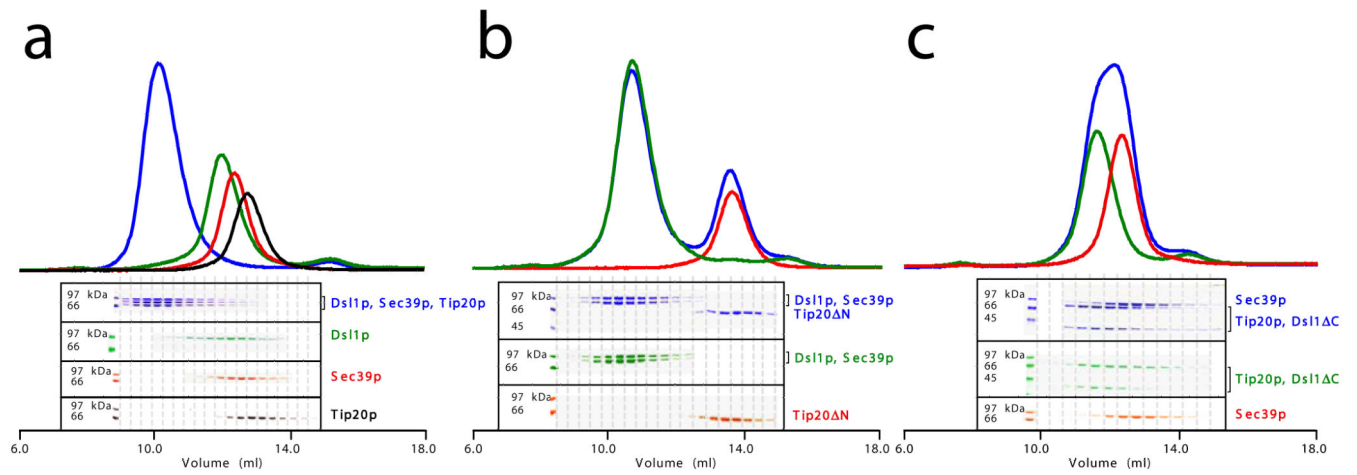 a
97 kDa
66
Dsl1p, Sec39p, Tip20p
97 kDa
66
Dsl1p
97 kDa
66
Sec39p
97 kDa
66
Tip20p
6.0 10.0 14.0 18.0
Volume (ml)
b
97 kDa
66
45
Dsl1p, Sec39p
Tip20ΔN
97 kDa
66
Dsl1p, Sec39p
97 kDa
66
Tip20ΔN
6.0 10.0 14.0 18.0
Volume (ml)
c
97 kDa
66
45
Sec39p
Tip20p, Dsl1ΔC
97 kDa
66
45
Tip20p, Dsl1ΔC
97 kDa
66
Sec39p
6.0 10.0 14.0 18.0
Volume (ml)